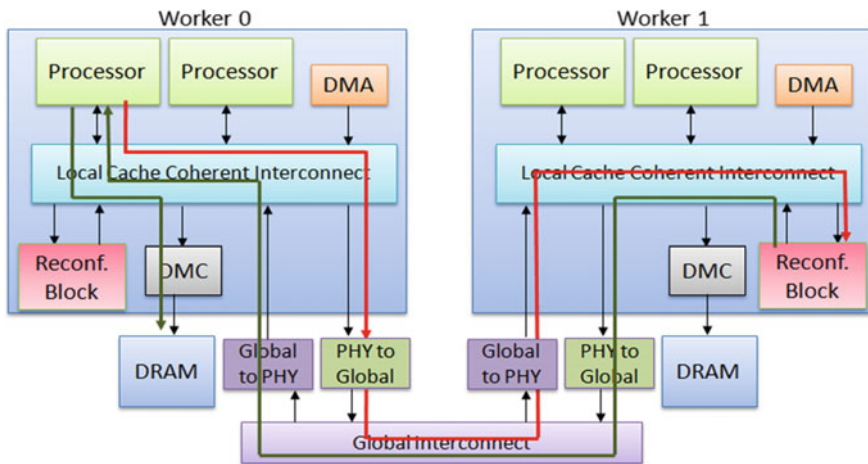 Worker 0
Worker 1
Processor
Processor
DMA
Processor
Processor
DMA
Local Cache Coherent Interconnect
Local Cache Coherent Interconnect
Reconf.
Block
DMC
DMC
Reconf.
Block
DRAM
Global
to PHY
PHY to
Global
Global
to PHY
PHY to
Global
DRAM
Global Interconnect